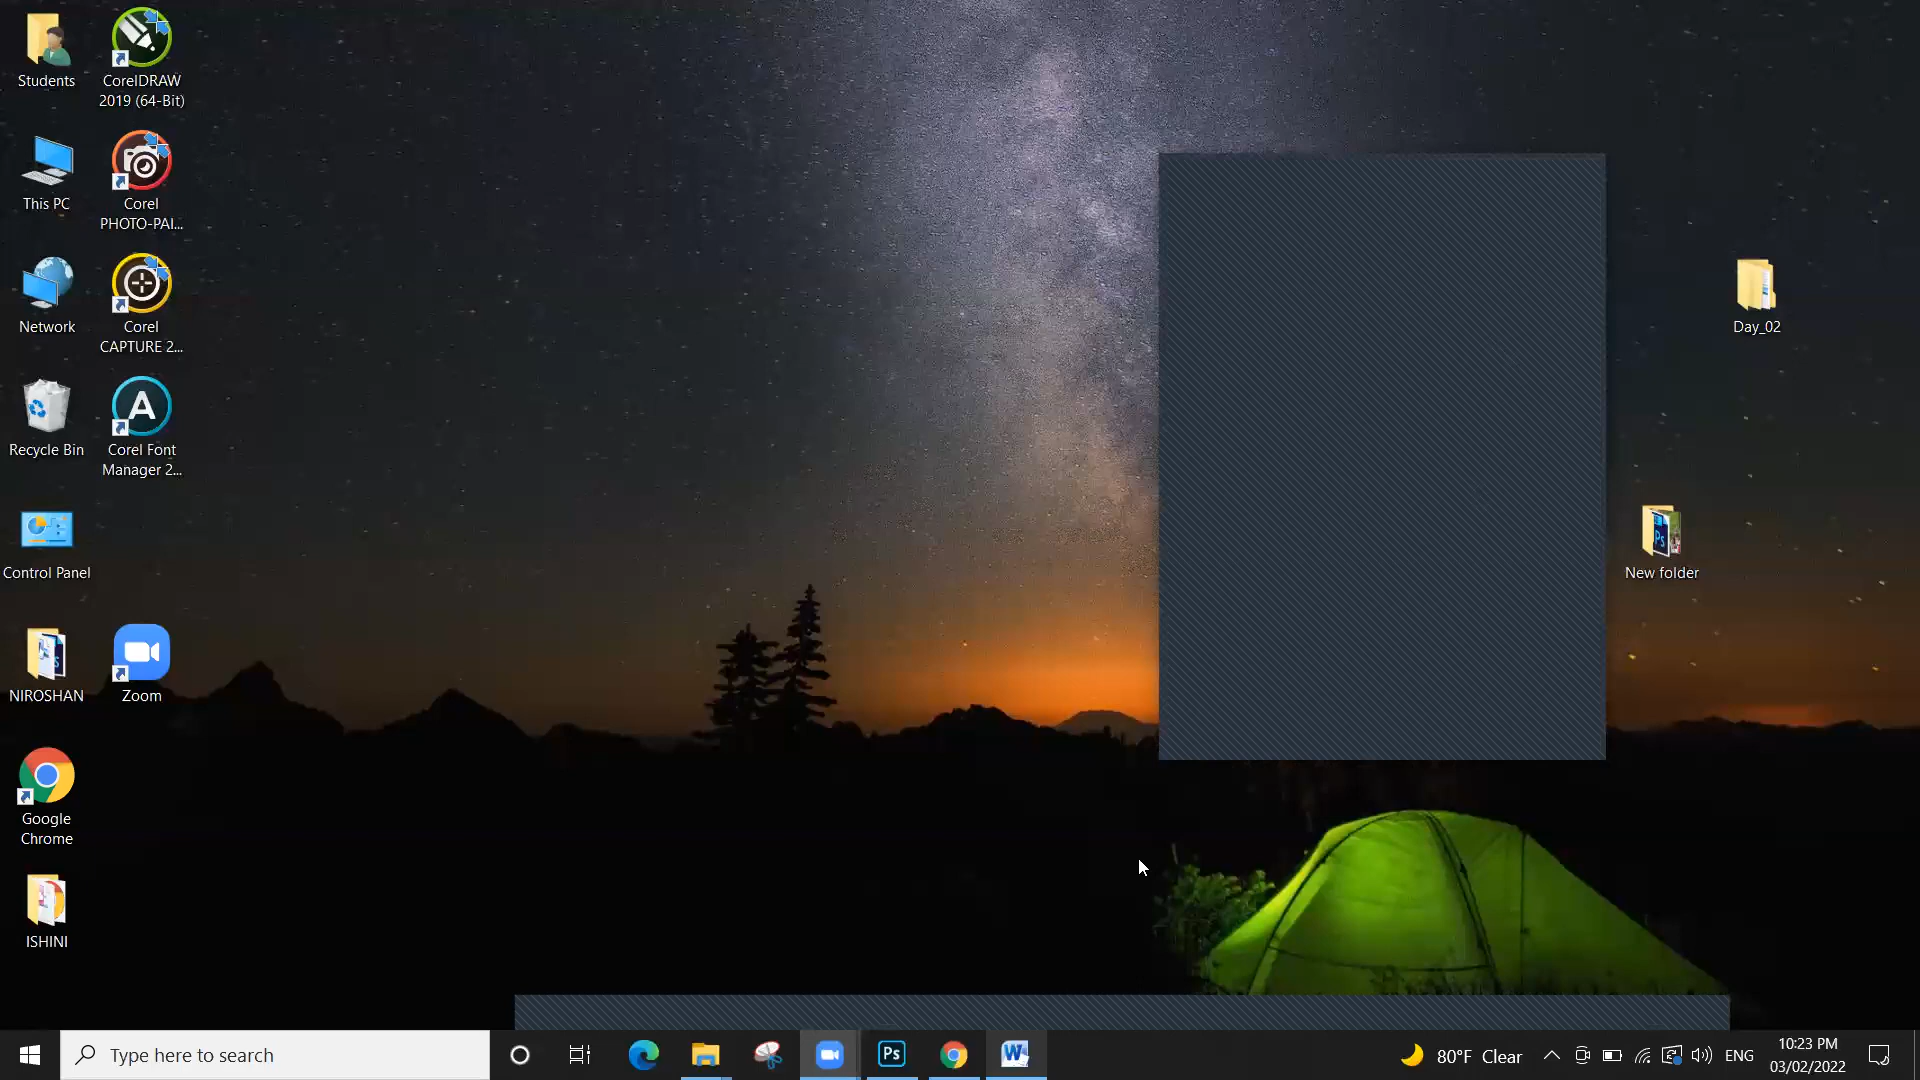 Students
CorelDRAW
2019 (64-Bit)
This PC
Corel
PHOTO-PAI...
Network
Corel
CAPTURE 2...
Recycle Bin
Corel Font
Manager 2...
Control Panel
NIROSHAN
Zoom
Google
Chrome
ISHINI
Day_02
New folder
Type here to search
Ps
W
80°F Clear
ENG
10:23 PM
03/02/2022